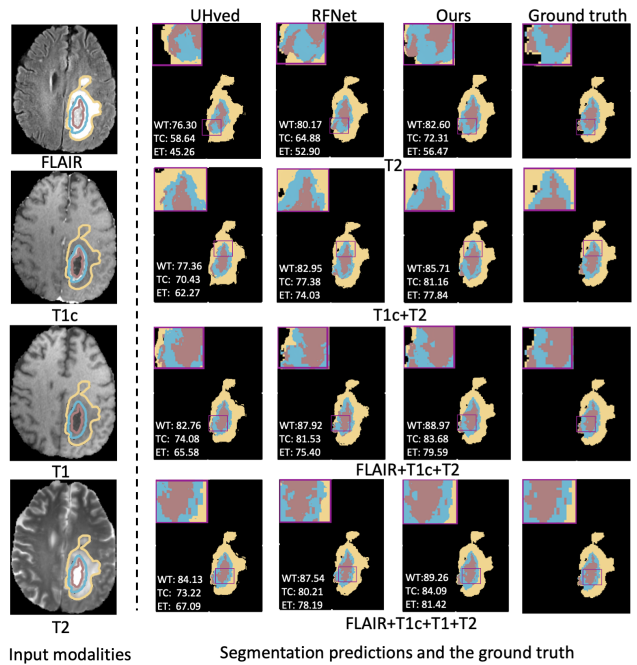 UHved RFNet Ours Ground truth
WT:76.30
TC: 58.64
ET: 45.26
WT:80.17
TC: 64.88
ET: 52.90
WT: 82.60
TC: 72.31
ET: 56.47
FLAIR
T2
WT: 77.36
TC: 70.43
ET: 62.27
WT: 82.95
TC: 77.38
ET: 74.03
WT: 85.71
TC: 81.16
ET: 77.84
T1c
T1c+T2
WT: 82.76
TC: 74.08
ET: 65.58
WT: 87.92
TC: 81.53
ET: 75.40
WT: 88.97
TC: 83.68
ET: 79.59
T1
FLAIR+T1c+T2
WT: 84.13
TC: 73.22
ET: 67.09
WT:87.54
TC: 80.21
ET: 78.19
WT: 89.26
TC: 84.09
ET: 81.42
T2
FLAIR+T1c+T1+T2
Input modalities
Segmentation predictions and the ground truth